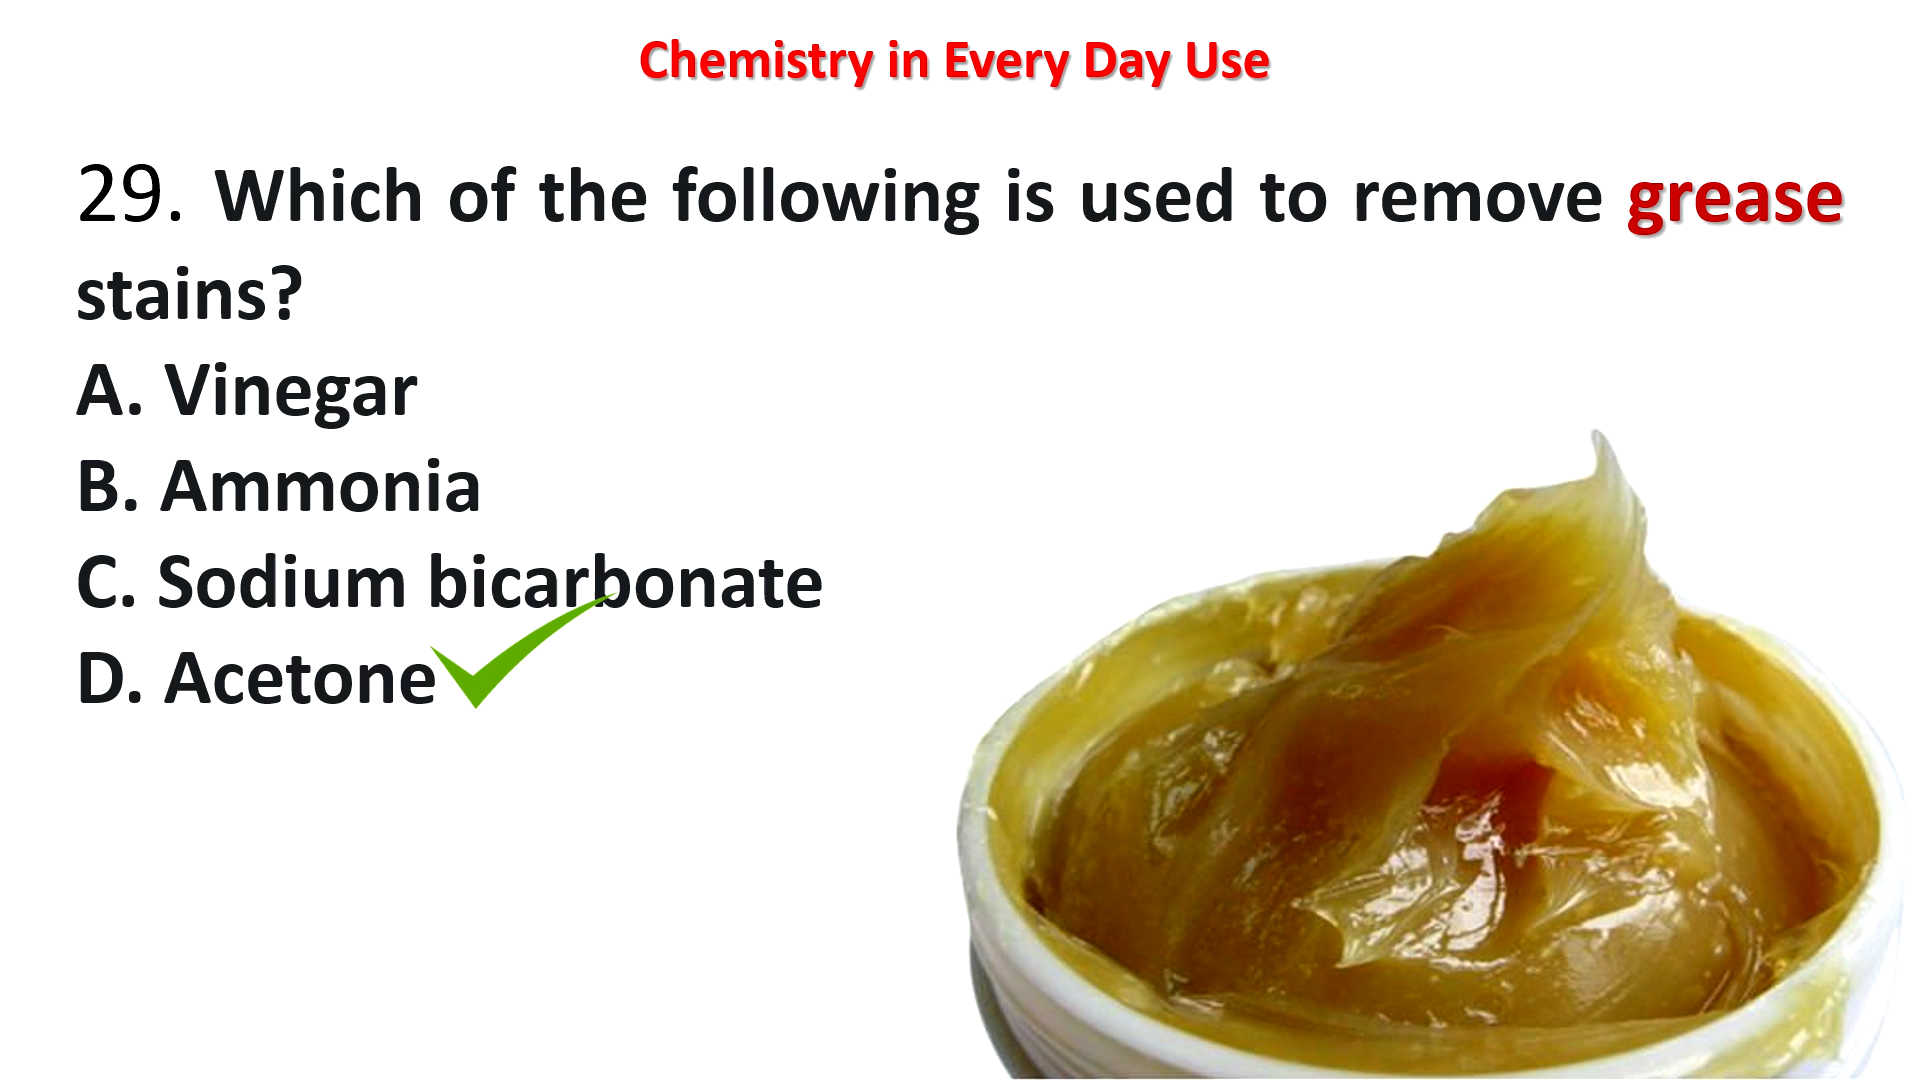 Chemistry in Every Day Use
29. Which of the following is used to remove grease
stains?
A. Vinegar
B. Ammonia
C. Sodium bicarbonate
D. Acetone